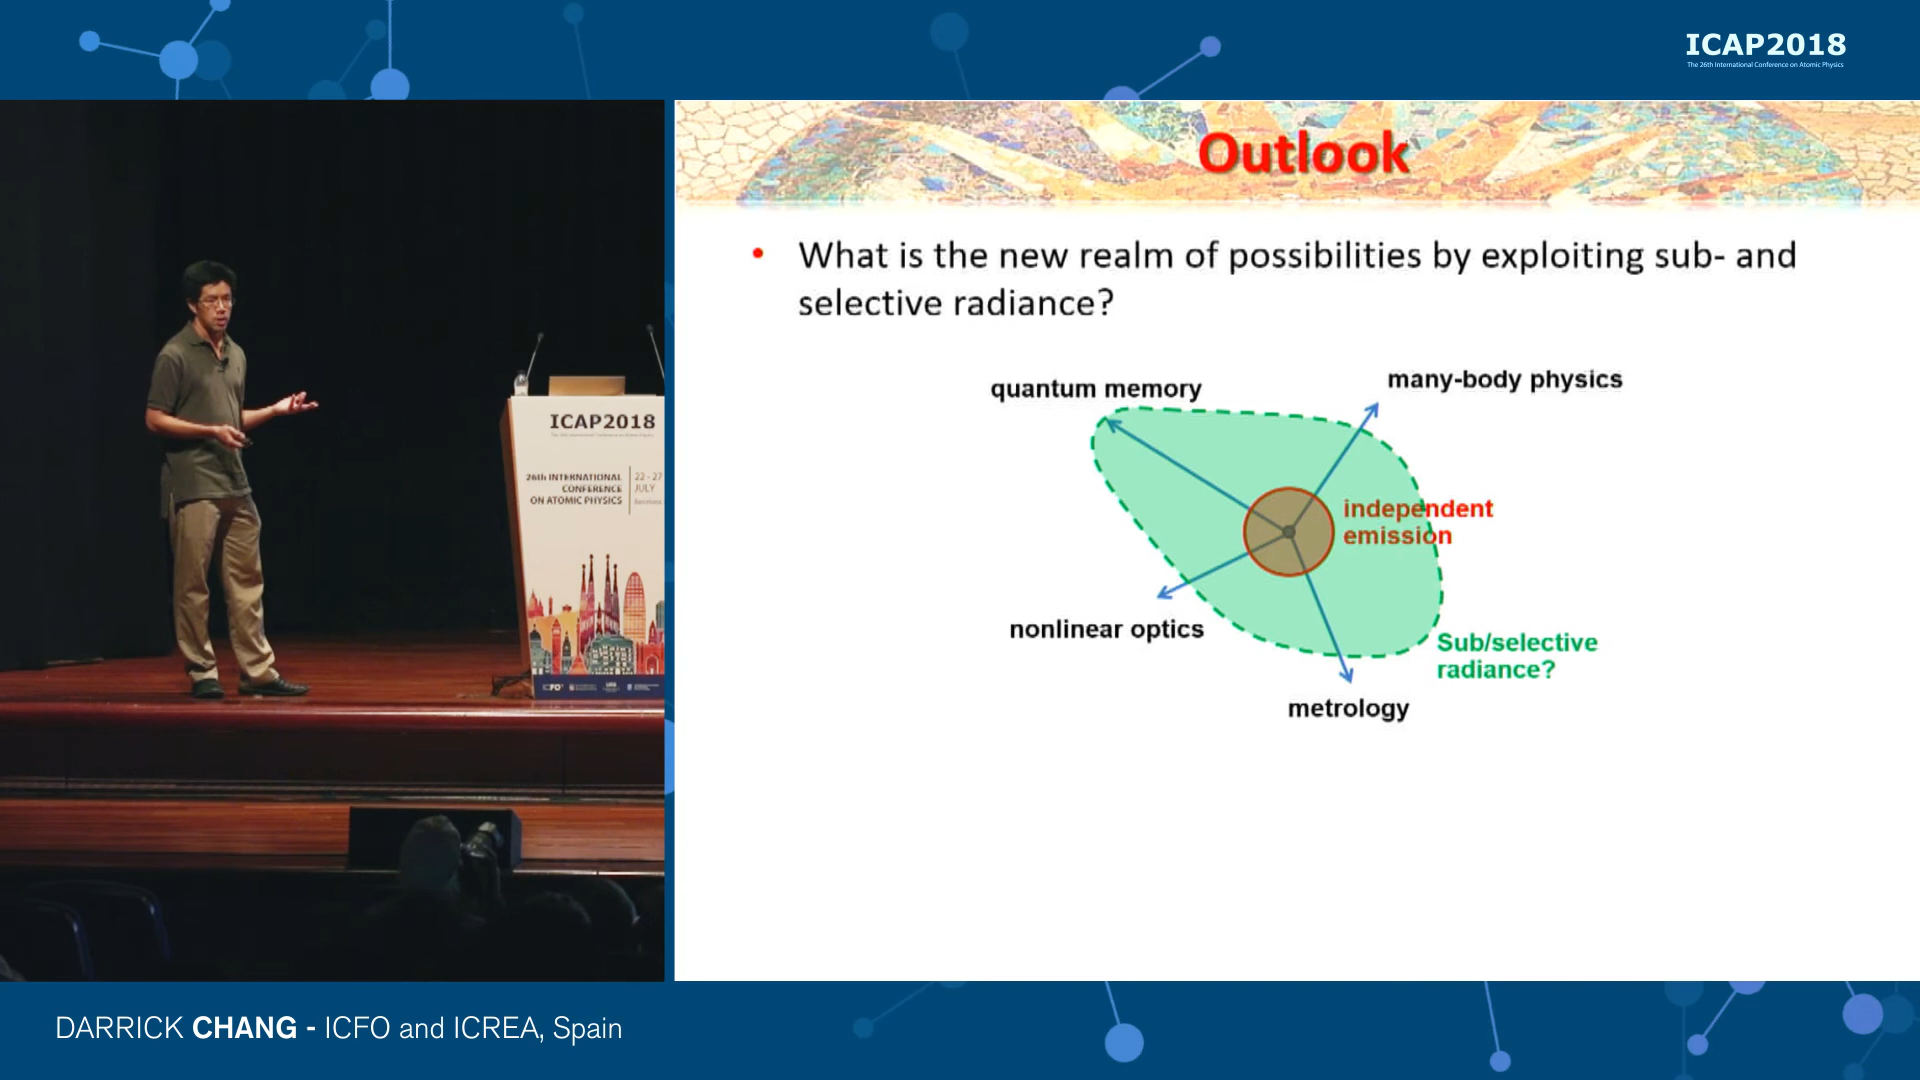 ICAP2018
The 26th International Conference on Atomic Physics
Outlook
• What is the new realm of possibilities by exploiting sub- and
selective radiance?
quantum memory
many-body physics
independent
emission
nonlinear optics
Sub/selective
radiance?
metrology
ICAP2018
26th INTERNATIONAL
CONFERENCE
ON ATOMIC PHYSICS
22 - 27
JULY
Barcelona
ICFO
DARRICK CHANG - ICFO and ICREA, Spain